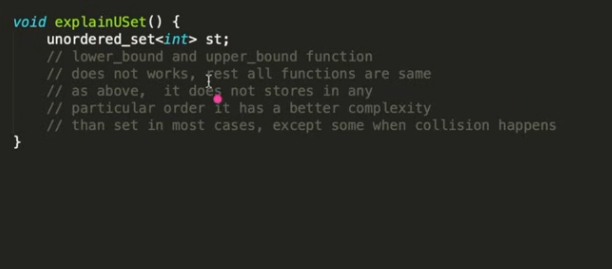 void explainUSet() {
    unordered_set<int> st;
    // lower_bound and upper_bound function
    // does not works, rest all functions are same
    // as above,  it does not stores in any
    // particular order it has a better complexity
    // than set in most cases, except some when collision happens
}